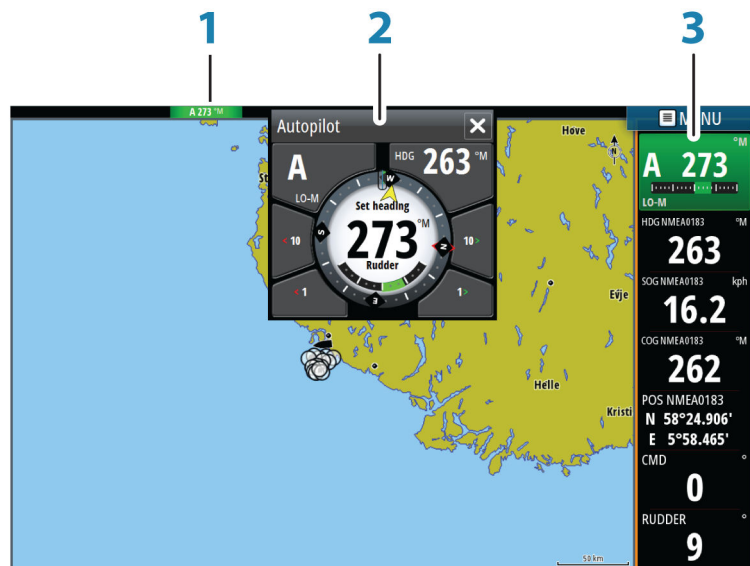 1 2 3
A 273 °M
MENU
Autopilot
Hove
N
°M
A 273
LO-M
A
LO-M
HDG 263 °M
W
Set heading
S
273 °M
N
Rudder
E
< 10
10 >
< 1
1 >
HDG NMEA0183 °M
263
SOG NMEA0183 kph
16.2
COG NMEA0183 °M
262
POS NMEA0183
N 58°24.906'
E 5°58.465'
CMD °
0
RUDDER °
9
St
Evje
Helle
Kristi
50 km